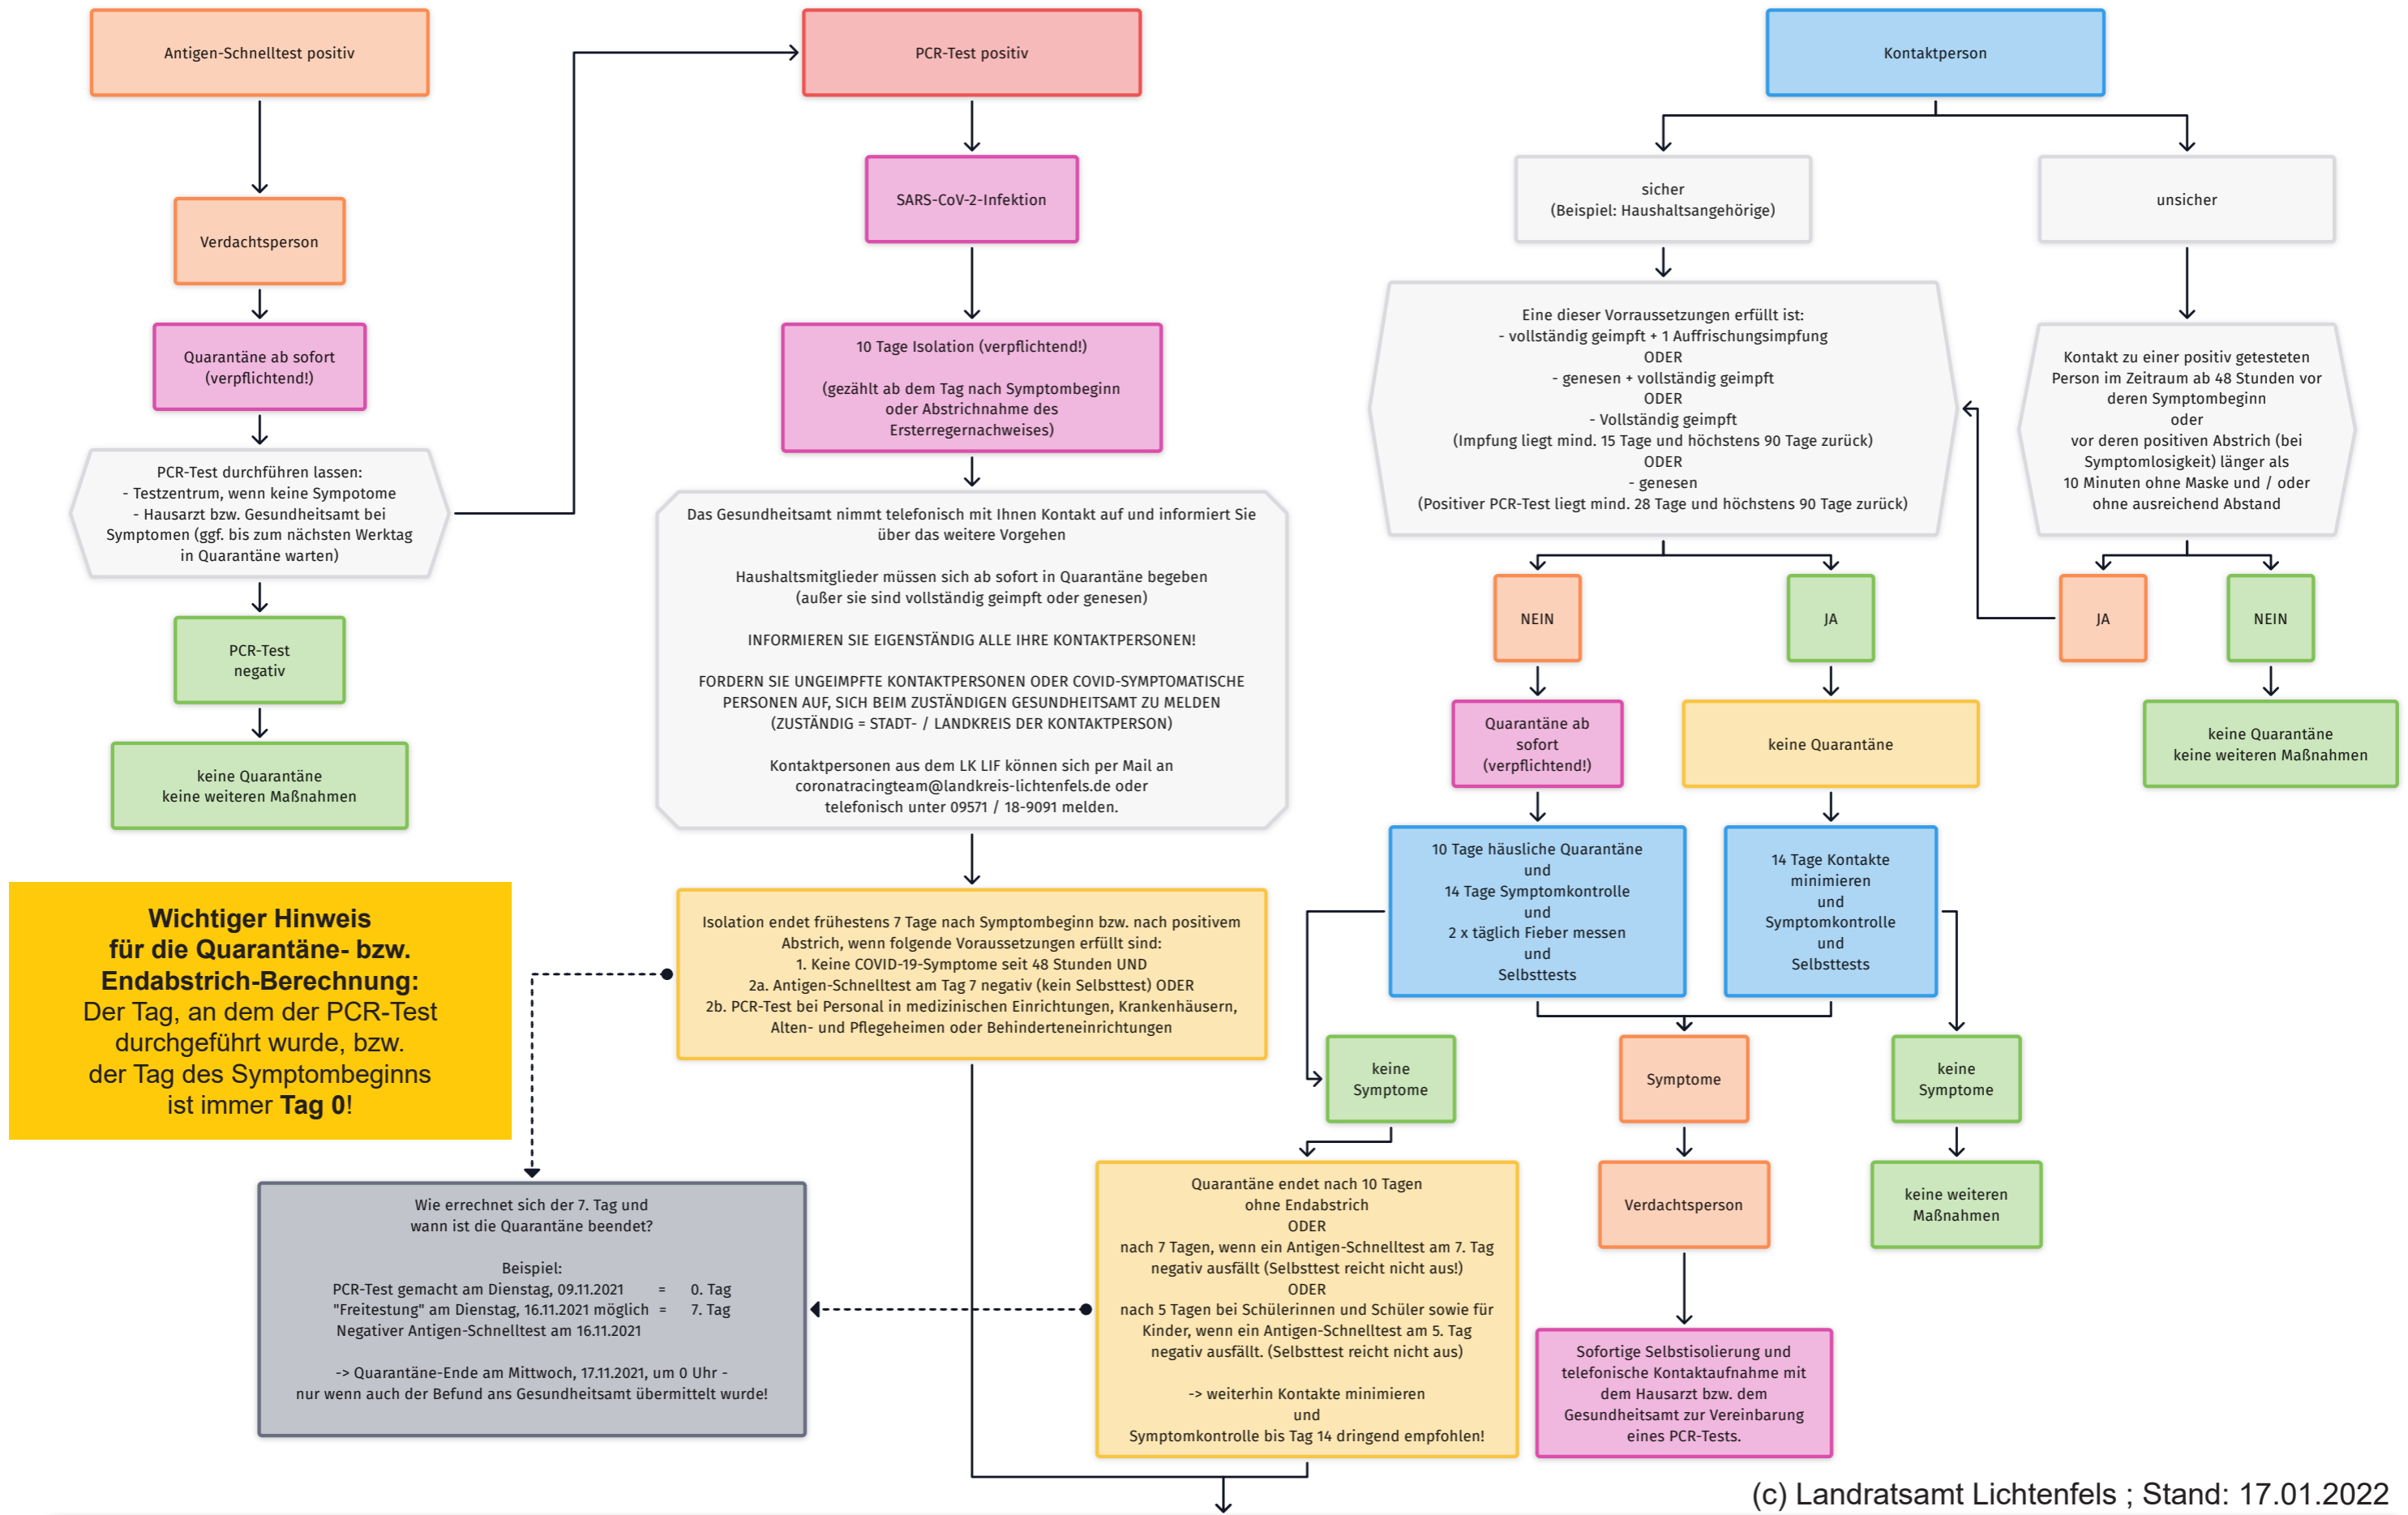 Antigen-Schnelltest positiv
Verdachtsperson
Quarantäne ab sofort
(verpflichtend!)
PCR-Test durchführen lassen:
- Testzentrum, wenn keine Sympotome
- Hausarzt bzw. Gesundheitsamt bei
Symptomen (ggf. bis zum nächsten Werktag
in Quarantäne warten)
PCR-Test
negativ
keine Quarantäne
keine weiteren Maßnahmen
Wichtiger Hinweis
für die Quarantäne- bzw.
Endabstrich-Berechnung:
Der Tag, an dem der PCR-Test
durchgeführt wurde, bzw.
der Tag des Symptombeginns
ist immer Tag 0!
PCR-Test positiv
SARS-CoV-2-Infektion
10 Tage Isolation (verpflichtend!)
(gezählt ab dem Tag nach Symptombeginn
oder Abstrichnahme des
Ersterregernachweises)
Das Gesundheitsamt nimmt telefonisch mit Ihnen Kontakt auf und informiert Sie
über das weitere Vorgehen
Haushaltsmitglieder müssen sich ab sofort in Quarantäne begeben
(außer sie sind vollständig geimpft oder genesen)
INFORMIEREN SIE EIGENSTÄNDIG ALLE IHRE KONTAKTPERSONEN!
FORDERN SIE UNGEIMPFTE KONTAKTPERSONEN ODER COVID-SYMPTOMATISCHE
PERSONEN AUF, SICH BEIM ZUSTÄNDIGEN GESUNDHEITSAMT ZU MELDEN
(ZUSTÄNDIG = STADT- / LANDKREIS DER KONTAKTPERSON)
Kontaktpersonen aus dem LK LIF können sich per Mail an
coronatracingteam@landkreis-lichtenfels.de oder
telefonisch unter 09571 / 18-9091 melden.
Isolation endet frühestens 7 Tage nach Symptombeginn bzw. nach positivem
Abstrich, wenn folgende Voraussetzungen erfüllt sind:
1. Keine COVID-19-Symptome seit 48 Stunden UND
2a. Antigen-Schnelltest am Tag 7 negativ (kein Selbsttest) ODER
2b. PCR-Test bei Personal in medizinischen Einrichtungen, Krankenhäusern,
Alten- und Pflegeheimen oder Behinderteneinrichtungen
Wie errechnet sich der 7. Tag und
wann ist die Quarantäne beendet?
Beispiel:
PCR-Test gemacht am Dienstag, 09.11.2021 = 0. Tag
"Freitestung" am Dienstag, 16.11.2021 möglich = 7. Tag
Negativer Antigen-Schnelltest am 16.11.2021
-> Quarantäne-Ende am Mittwoch, 17.11.2021, um 0 Uhr -
nur wenn auch der Befund ans Gesundheitsamt übermittelt wurde!
Kontaktperson
sicher
(Beispiel: Haushaltsangehörige)
unsicher
Eine dieser Vorraussetzungen erfüllt ist:
- vollständig geimpft + 1 Auffrischungsimpfung
ODER
- genesen + vollständig geimpft
ODER
- Vollständig geimpft
(Impfung liegt mind. 15 Tage und höchstens 90 Tage zurück)
ODER
- genesen
(Positiver PCR-Test liegt mind. 28 Tage und höchstens 90 Tage zurück)
Kontakt zu einer positiv getesteten
Person im Zeitraum ab 48 Stunden vor
deren Symptombeginn
oder
vor deren positiven Abstrich (bei
Symptomlosigkeit) länger als
10 Minuten ohne Maske und / oder
ohne ausreichend Abstand
NEIN
JA
JA
NEIN
Quarantäne ab
sofort
(verpflichtend!)
keine Quarantäne
keine Quarantäne
keine weiteren Maßnahmen
10 Tage häusliche Quarantäne
und
14 Tage Symptomkontrolle
und
2 x täglich Fieber messen
und
Selbsttests
14 Tage Kontakte
minimieren
und
Symptomkontrolle
und
Selbsttests
keine
Symptome
Symptome
keine
Symptome
Quarantäne endet nach 10 Tagen
ohne Endabstrich
ODER
nach 7 Tagen, wenn ein Antigen-Schnelltest am 7. Tag
negativ ausfällt (Selbsttest reicht nicht aus!)
ODER
nach 5 Tagen bei Schülerinnen und Schüler sowie für
Kinder, wenn ein Antigen-Schnelltest am 5. Tag
negativ ausfällt. (Selbsttest reicht nicht aus)
-> weiterhin Kontakte minimieren
und
Symptomkontrolle bis Tag 14 dringend empfohlen!
Verdachtsperson
keine weiteren
Maßnahmen
Sofortige Selbstisolierung und
telefonische Kontaktaufnahme mit
dem Hausarzt bzw. dem
Gesundheitsamt zur Vereinbarung
eines PCR-Tests.
(c) Landratsamt Lichtenfels ; Stand: 17.01.2022